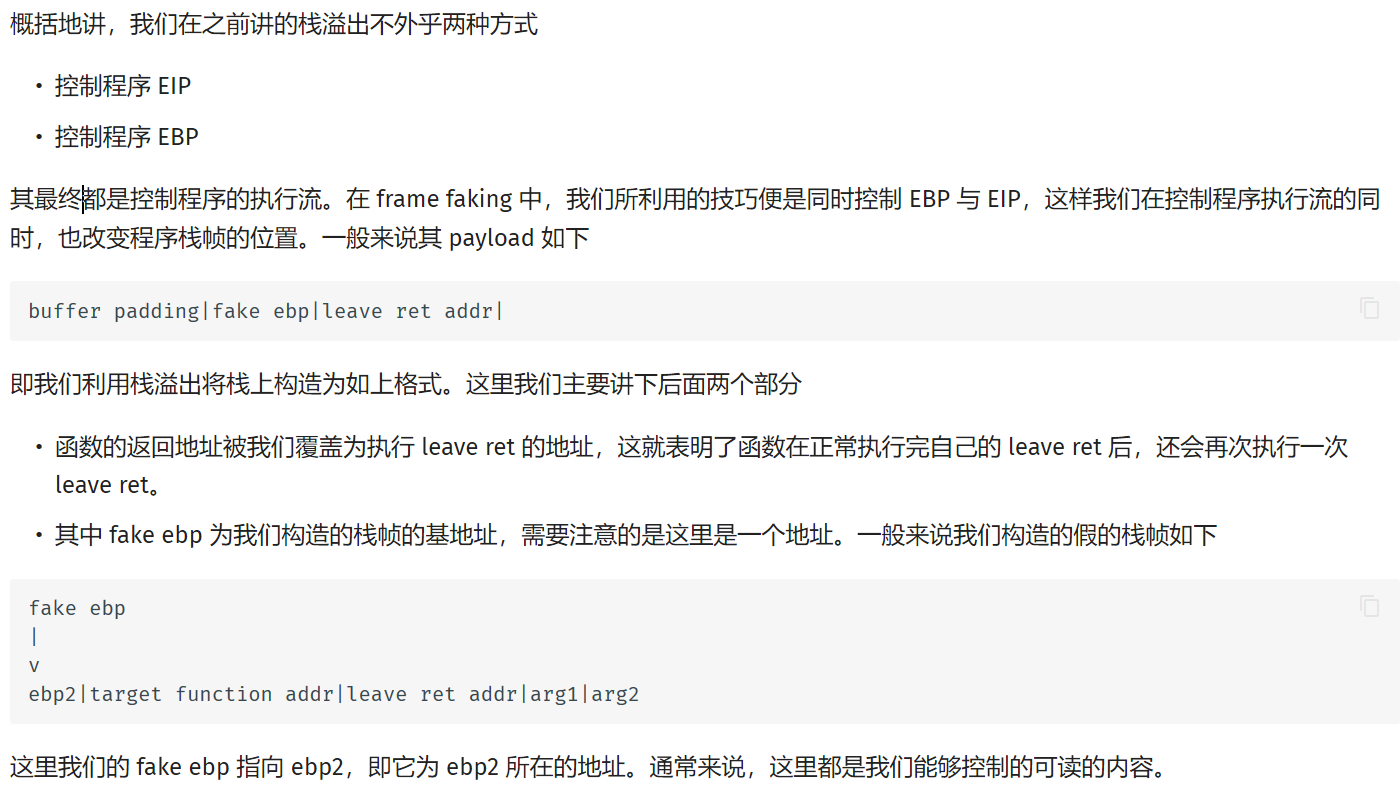 概括地讲，我们在之前讲的栈溢出不外乎两种方式
• 控制程序 EIP
• 控制程序 EBP
其最终都是控制程序的执行流。在 frame faking 中，我们所利用的技巧便是同时控制 EBP 与 EIP，这样我们在控制程序执行流的同
时，也改变程序栈帧的位置。一般来说其 payload 如下
buffer padding|fake ebp|leave ret addr|
即我们利用栈溢出将栈上构造为如上格式。这里我们主要讲下后面两个部分
• 函数的返回地址被我们覆盖为执行 leave ret 的地址，这就表明了函数在正常执行完自己的 leave ret 后，还会再次执行一次
leave ret。
• 其中 fake ebp 为我们构造的栈帧的基地址，需要注意的是这里是一个地址。一般来说我们构造的假的栈帧如下
fake ebp
|
v
ebp2|target function addr|leave ret addr|arg1|arg2
这里我们的 fake ebp 指向 ebp2，即它为 ebp2 所在的地址。通常来说，这里都是我们能够控制的可读的内容。